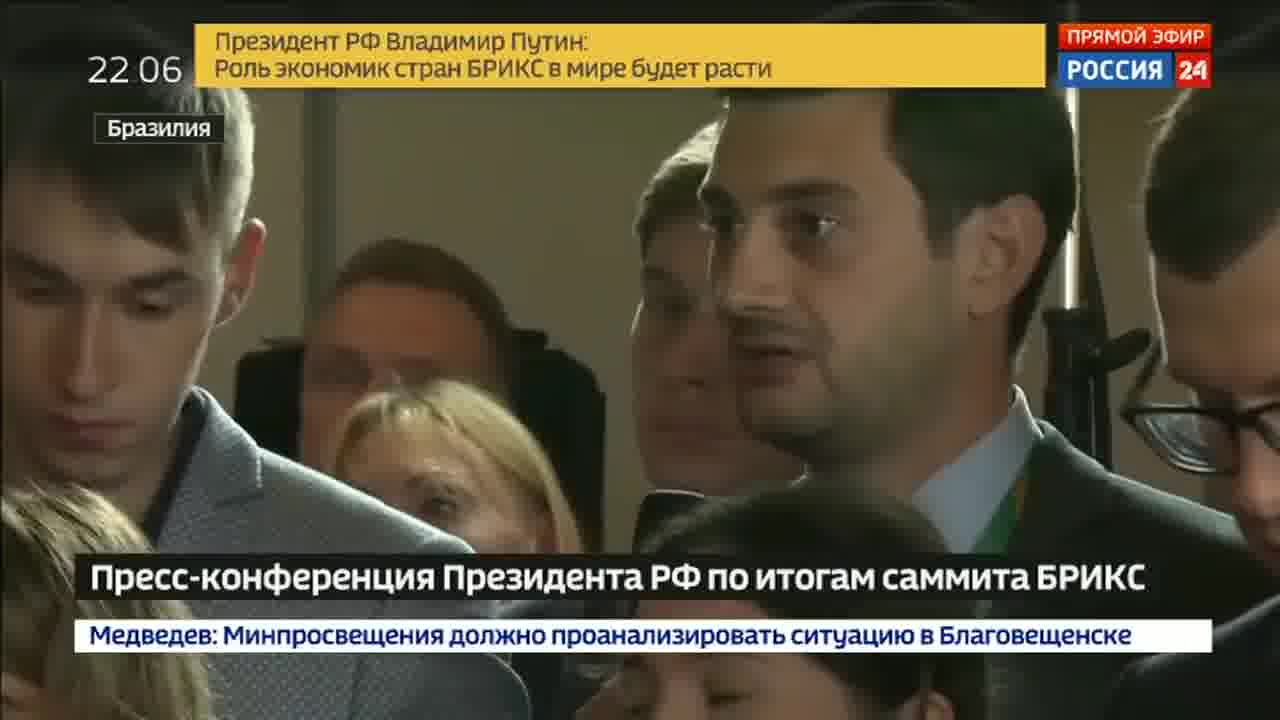 22 06
Президент РФ Владимир Путин:
Роль экономик стран БРИКС в мире будет расти
ПРЯМОЙ ЭФИР
РОССИЯ 24
Бразилия
Пресс-конференция Президента РФ по итогам саммита БРИКС
Медведев: Минпросвещения должно проанализировать ситуацию в Благовещенске